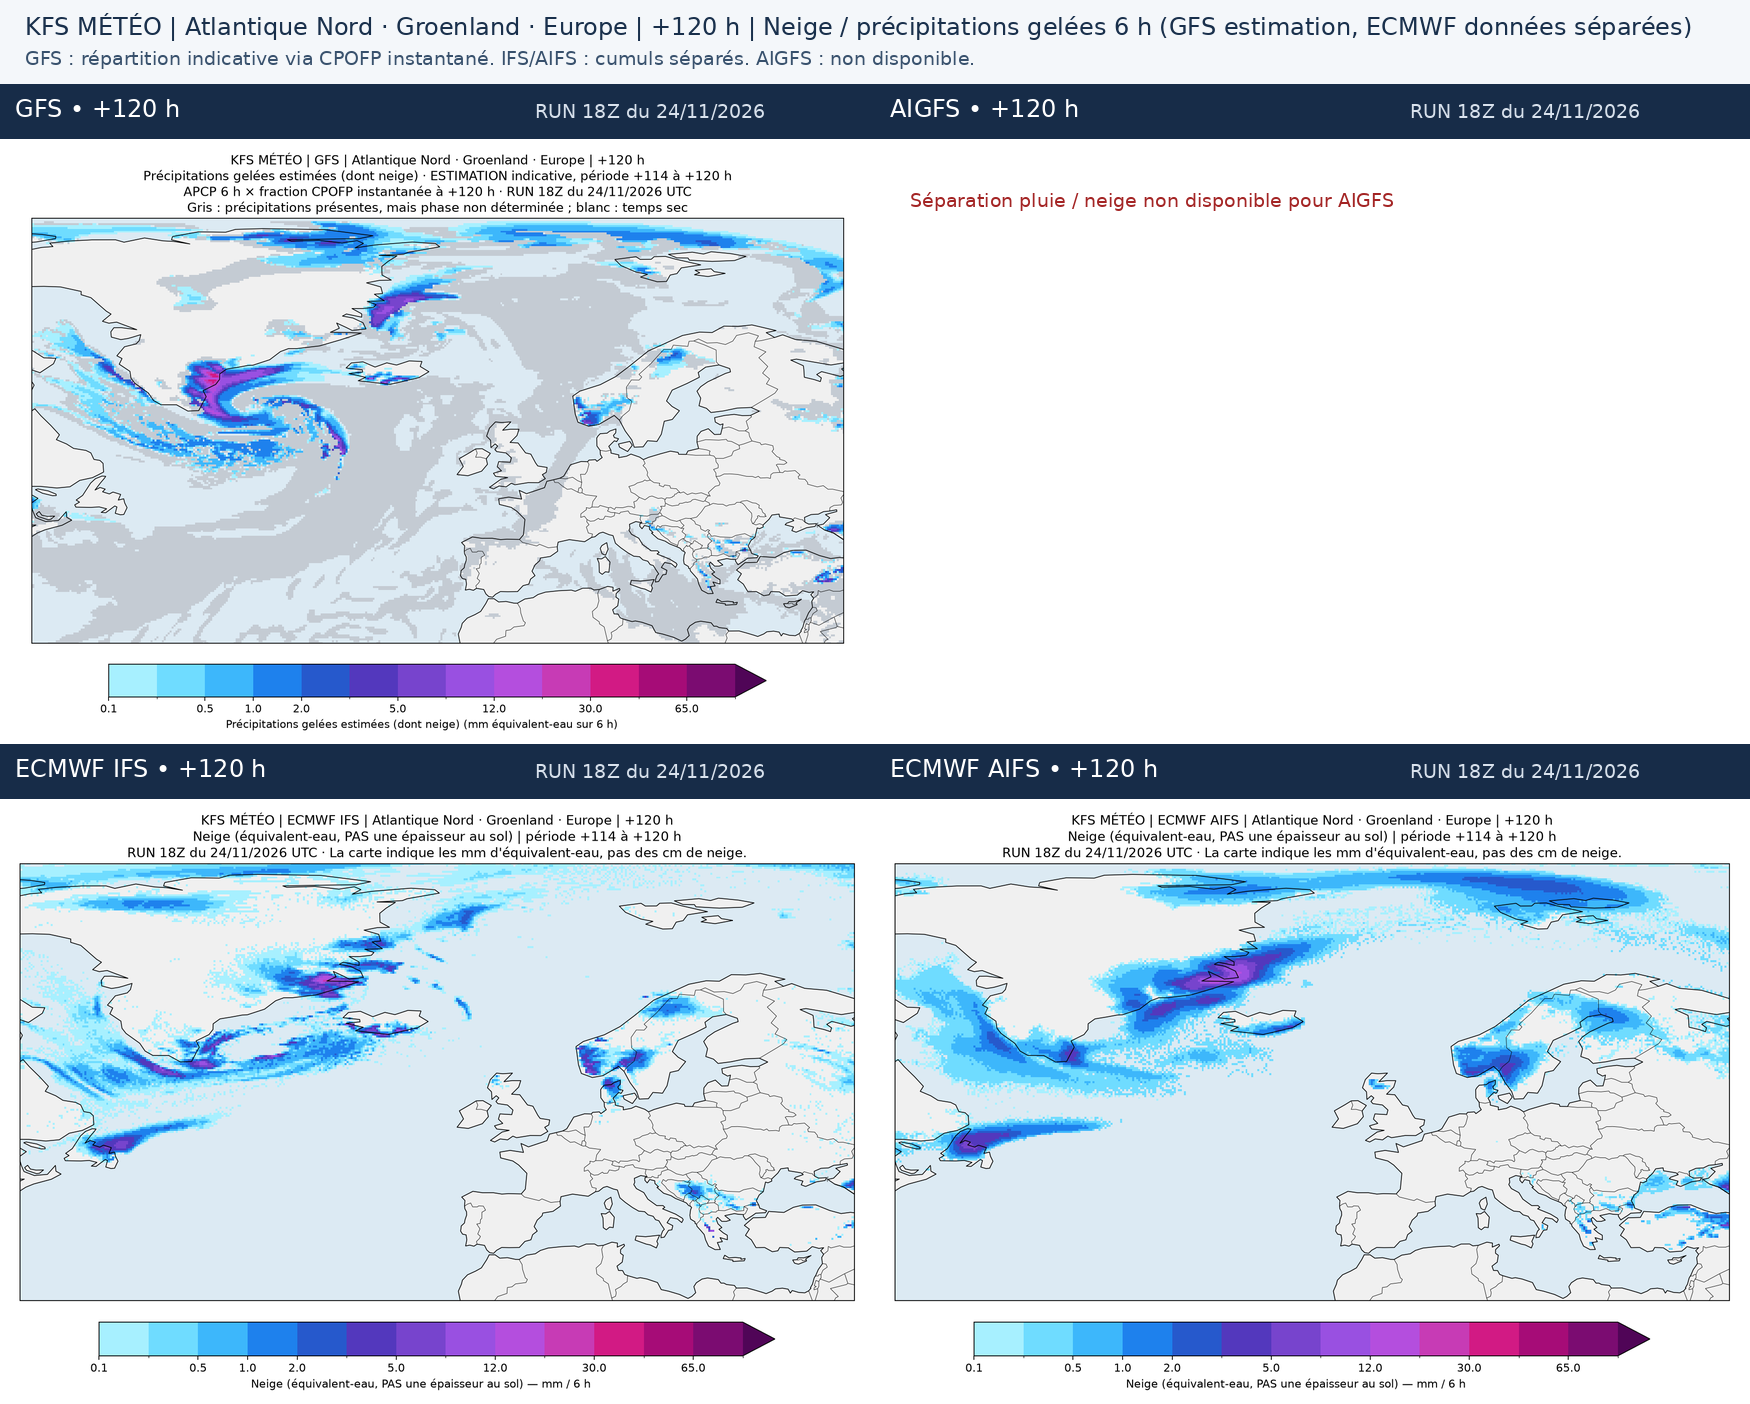 KFS MÉTÉO | Atlantique Nord · Groenland · Europe | +120 h | Neige / précipitations gelées 6 h (GFS estimation, ECMWF données séparées)
GFS : répartition indicative via CPOFP instantané. IFS/AIFS : cumuls séparés. AIGFS : non disponible.
GFS • +120 h
RUN 18Z du 24/11/2026
AIGFS • +120 h
RUN 18Z du 24/11/2026
KFS MÉTÉO | GFS | Atlantique Nord · Groenland · Europe | +120 h
Précipitations gelées estimées (dont neige) · ESTIMATION indicative, période +114 à +120 h
APCP 6 h × fraction CPOFP instantanée à +120 h · RUN 18Z du 24/11/2026 UTC
Gris : précipitations présentes, mais phase non déterminée ; blanc : temps sec
0.1 0.5 1.0 2.0 5.0 12.0 30.0 65.0
Précipitations gelées estimées (dont neige) (mm équivalent-eau sur 6 h)
Séparation pluie / neige non disponible pour AIGFS
ECMWF IFS • +120 h
RUN 18Z du 24/11/2026
ECMWF AIFS • +120 h
RUN 18Z du 24/11/2026
KFS MÉTÉO | ECMWF IFS | Atlantique Nord · Groenland · Europe | +120 h
Neige (équivalent-eau, PAS une épaisseur au sol) | période +114 à +120 h
RUN 18Z du 24/11/2026 UTC · La carte indique les mm d'équivalent-eau, pas des cm de neige.
0.1 0.5 1.0 2.0 5.0 12.0 30.0 65.0
Neige (équivalent-eau, PAS une épaisseur au sol) — mm / 6 h
KFS MÉTÉO | ECMWF AIFS | Atlantique Nord · Groenland · Europe | +120 h
Neige (équivalent-eau, PAS une épaisseur au sol) | période +114 à +120 h
RUN 18Z du 24/11/2026 UTC · La carte indique les mm d'équivalent-eau, pas des cm de neige.
0.1 0.5 1.0 2.0 5.0 12.0 30.0 65.0
Neige (équivalent-eau, PAS une épaisseur au sol) — mm / 6 h